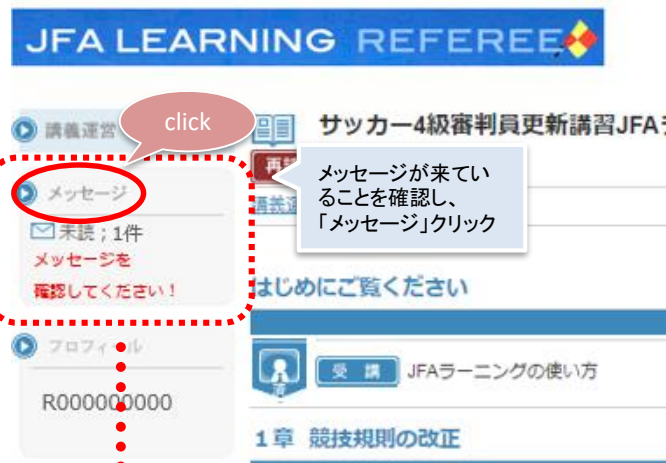 JFA LEARNING REFEREE
講義運営
click
サッカー4級審判員更新講習JFA
再
メッセージ
メッセージが来てい
ることを確認し、
「メッセージ」クリック
未読；1件
メッセージを
確認してください！
はじめにご覧ください
プロフィール
受 講 JFAラーニングの使い方
R000000000
1章 競技規則の改正